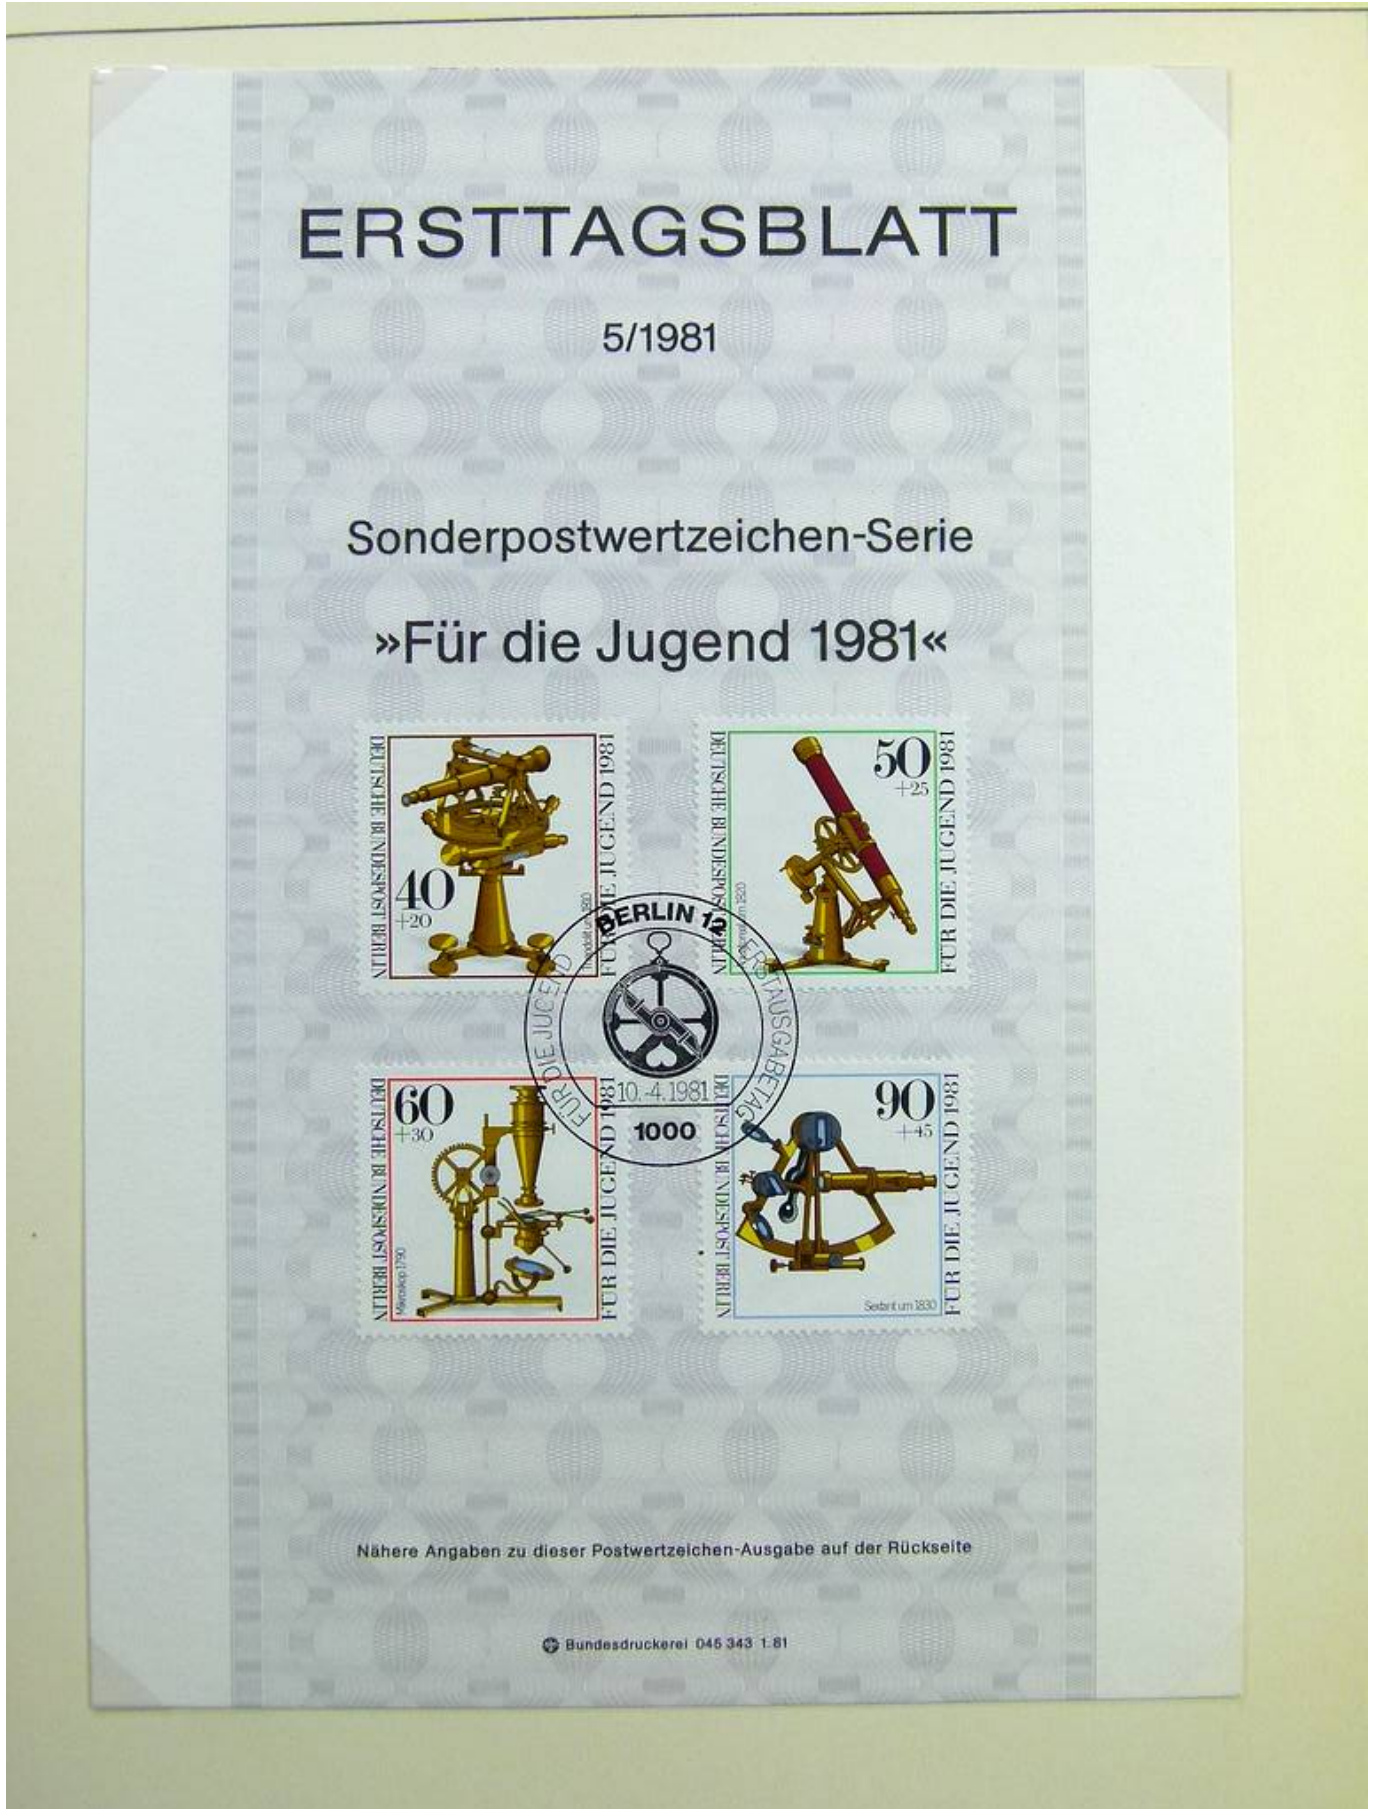 ERSTTAGSBLATT
5/1981
Sonderpostwertzeichen-Serie
»Für die Jugend 1981«
DEUTSCHE BUNDESPOST BERLIN
40
+20
FÜR DIE JUGEND 1981
DEUTSCHE BUNDESPOST BERLIN
50
+25
um 1820
FÜR DIE JUGEND 1981
BERLIN 12
FÜR DIE JUGEND
ERSTAUSGABETAG
10.-4.1981
1000
DEUTSCHE BUNDESPOST BERLIN
60
+30
Mikroskop 1790
FÜR DIE JUGEND 1981
DEUTSCHE BUNDESPOST BERLIN
90
+45
Sextant um 1830
FÜR DIE JUGEND 1981
Nähere Angaben zu dieser Postwertzeichen-Ausgabe auf der Rückseite
Bundesdruckerei 045 343 1.81